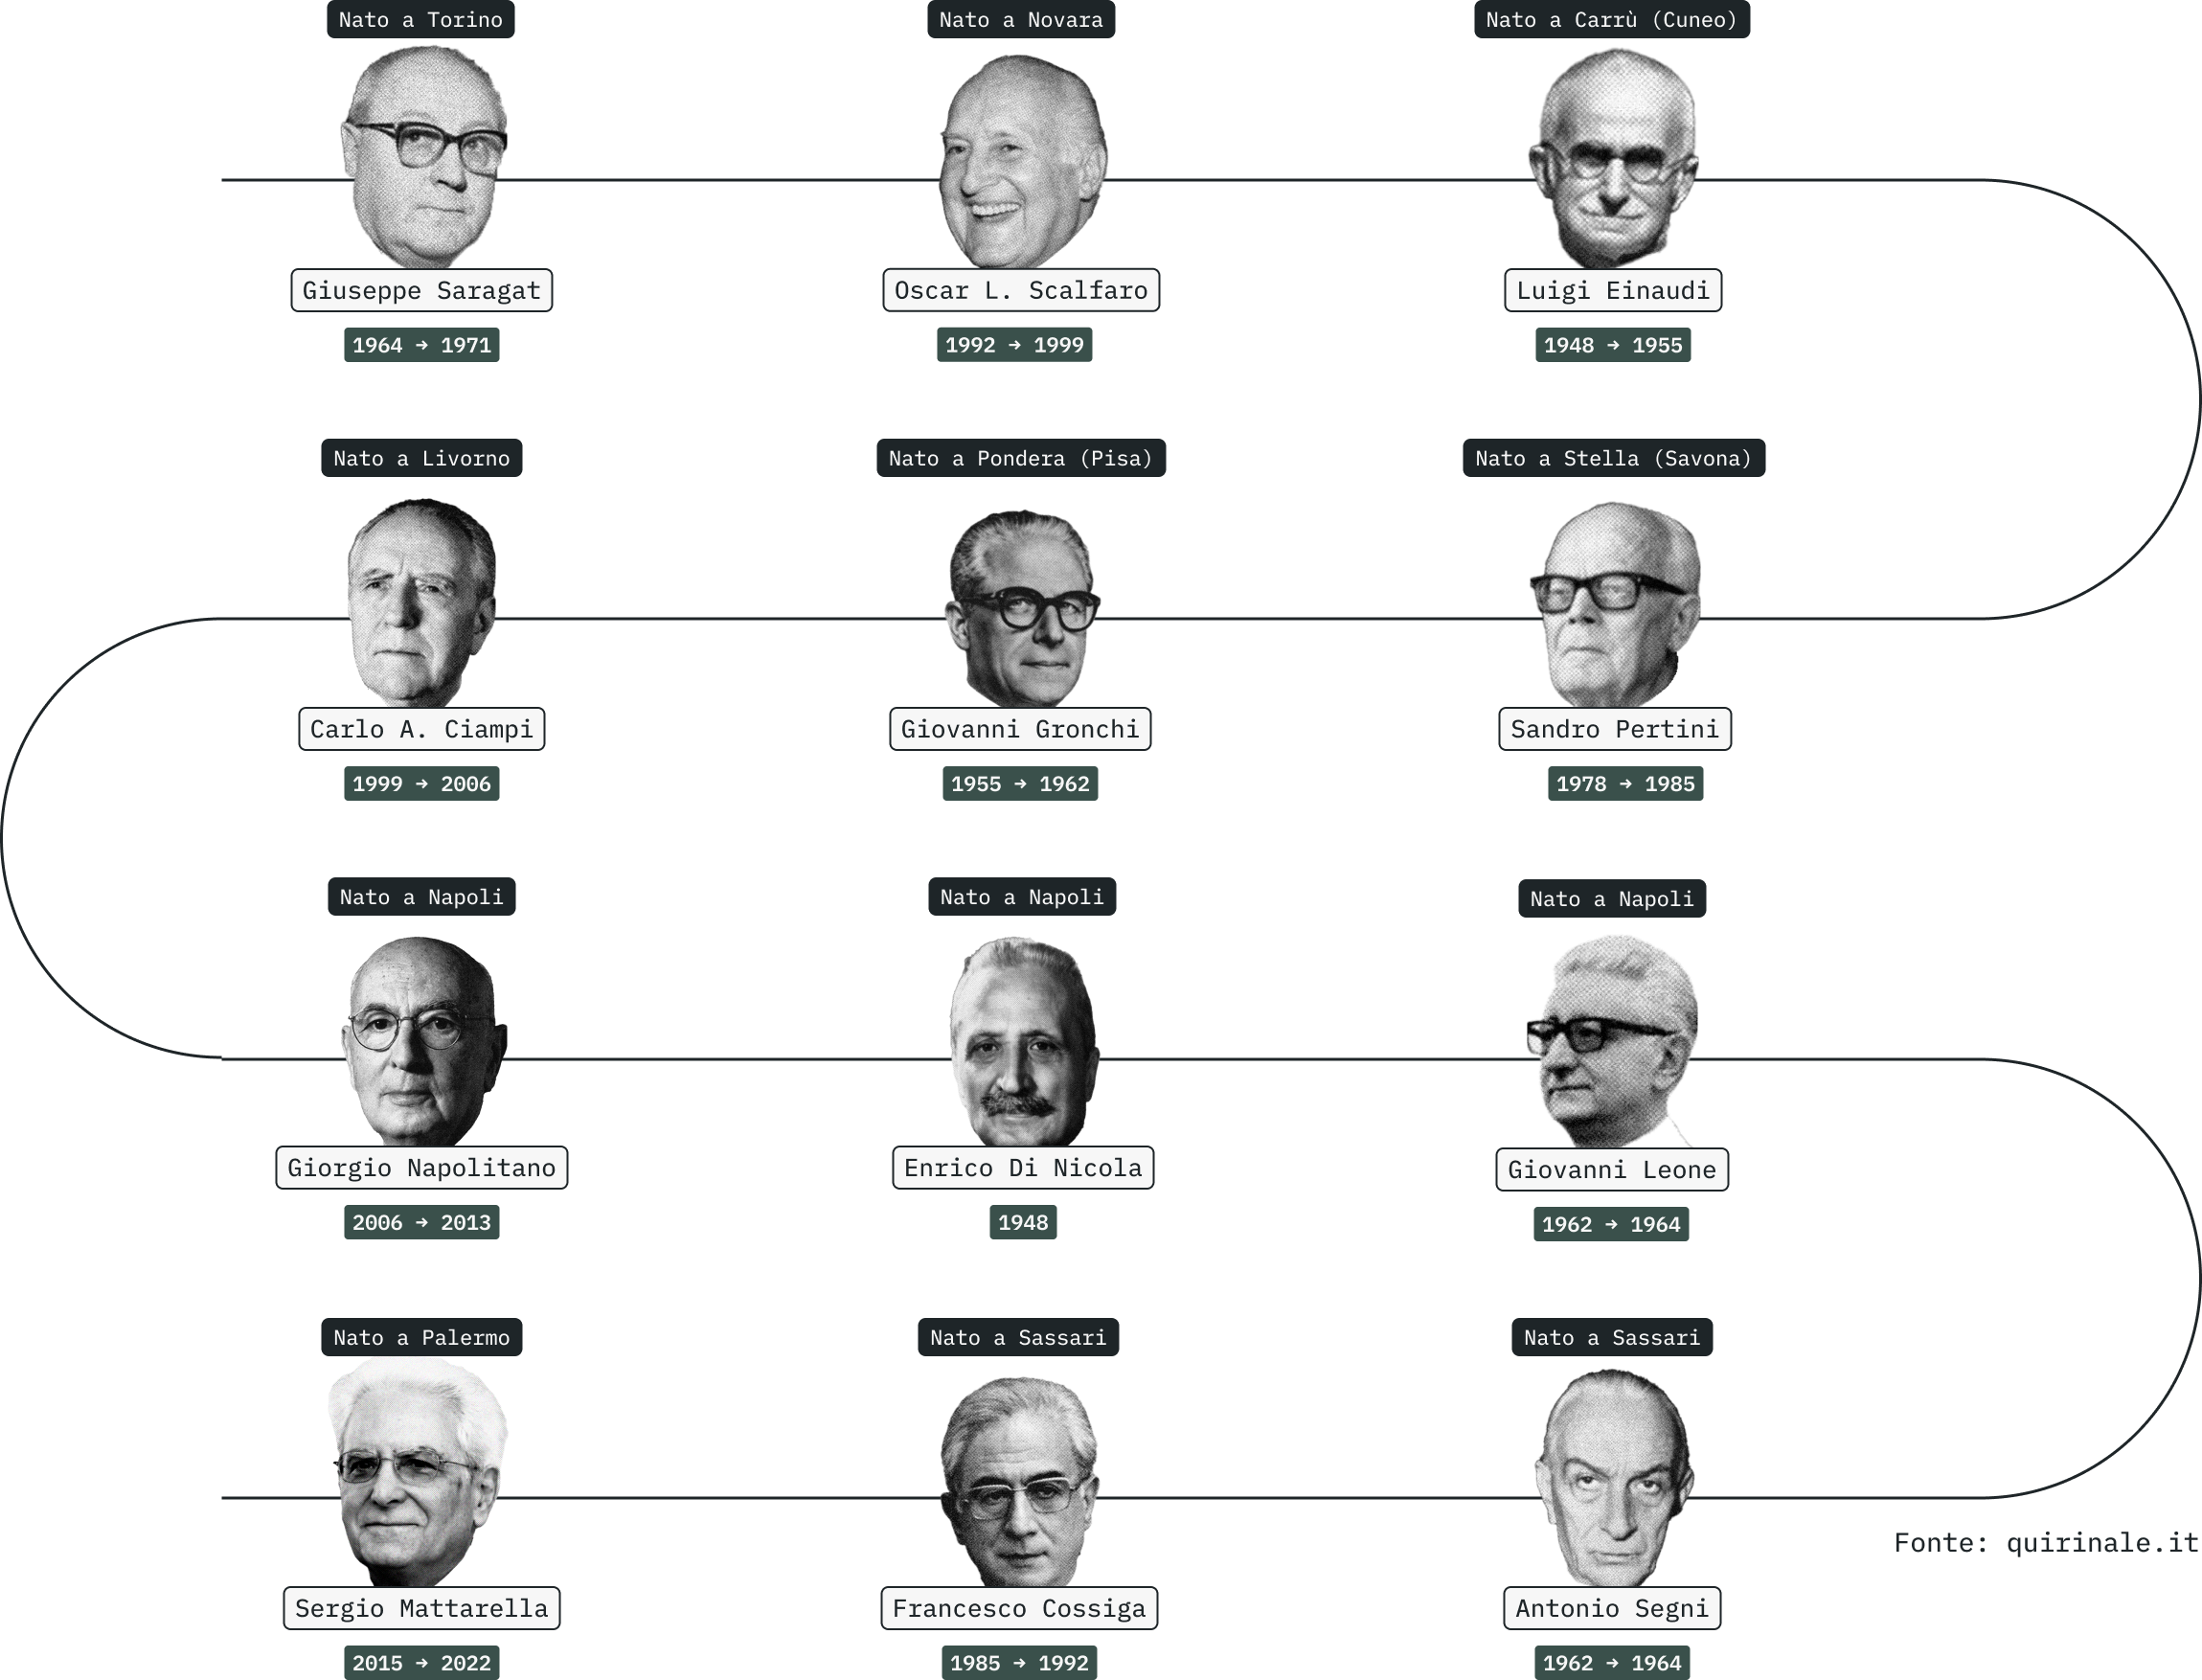 Nato a Torino
Giuseppe Saragat
1964 → 1971
Nato a Novara
Oscar L. Scalfaro
1992 → 1999
Nato a Carrù (Cuneo)
Luigi Einaudi
1948 → 1955
Nato a Livorno
Carlo A. Ciampi
1999 → 2006
Nato a Pondera (Pisa)
Giovanni Gronchi
1955 → 1962
Nato a Stella (Savona)
Sandro Pertini
1978 → 1985
Nato a Napoli
Giorgio Napolitano
2006 → 2013
Nato a Napoli
Enrico Di Nicola
1948
Nato a Napoli
Giovanni Leone
1962 → 1964
Nato a Palermo
Sergio Mattarella
2015 → 2022
Nato a Sassari
Francesco Cossiga
1985 → 1992
Nato a Sassari
Antonio Segni
1962 → 1964
Fonte: quirinale.it